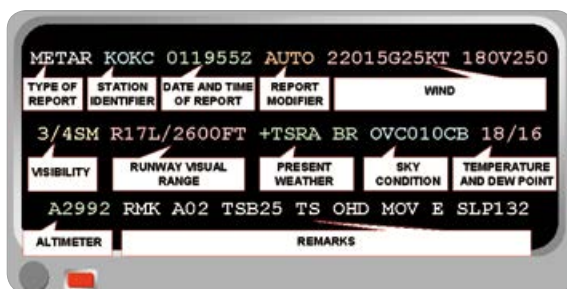 METAR KOKC 011955Z AUTO 22015G25KT 180V250
TYPE OF REPORT
STATION IDENTIFIER
DATE AND TIME OF REPORT
REPORT MODIFIER
WIND
3/4SM R17L/2600FT +TSRA BR OVC010CB 18/16
VISIBILITY
RUNWAY VISUAL RANGE
PRESENT WEATHER
SKY CONDITION
TEMPERATURE AND DEW POINT
A2992 RMK A02 TSB25 TS OHD MOV E SLP132
ALTIMETER
REMARKS